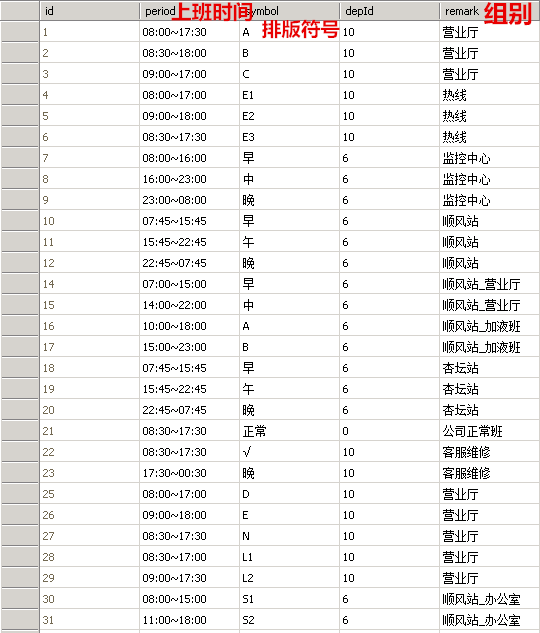 id period 上班时间 symbol depId remark 组别
排版符号
1 08:00~17:30 A 10 营业厅
2 08:30~18:00 B 10 营业厅
3 09:00~17:00 C 10 营业厅
4 08:00~17:00 E1 10 热线
5 09:00~18:00 E2 10 热线
6 08:30~17:30 E3 10 热线
7 08:00~16:00 早 6 监控中心
8 16:00~23:00 中 6 监控中心
9 23:00~08:00 晚 6 监控中心
10 07:45~15:45 早 6 顺风站
11 15:45~22:45 午 6 顺风站
12 22:45~07:45 晚 6 顺风站
14 07:00~15:00 早 6 顺风站_营业厅
15 14:00~22:00 中 6 顺风站_营业厅
16 10:00~18:00 A 6 顺风站_加液班
17 15:00~23:00 B 6 顺风站_加液班
18 07:45~15:45 早 6 杏坛站
19 15:45~22:45 午 6 杏坛站
20 22:45~07:45 晚 6 杏坛站
21 08:30~17:30 正常 0 公司正常班
22 08:30~17:30 √ 10 客服维修
23 17:30~00:30 晚 10 客服维修
25 08:00~17:00 D 10 营业厅
26 09:00~18:00 E 10 营业厅
27 08:30~17:30 N 10 营业厅
28 08:30~17:00 L1 10 营业厅
29 09:00~17:30 L2 10 营业厅
30 08:00~15:00 S1 6 顺风站_办公室
31 11:00~18:00 S2 6 顺风站_办公室